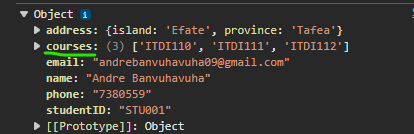 ▼ Object i
▶ address: {island: 'Efate', province: 'Tafea'}
▶ courses: (3) ['ITDI110', 'ITDI111', 'ITDI112']
email: "andrebanvuhavuha09@gmail.com"
name: "Andre Banvuhavuha"
phone: "7380559"
studentID: "STU001"
▶ [[Prototype]]: Object